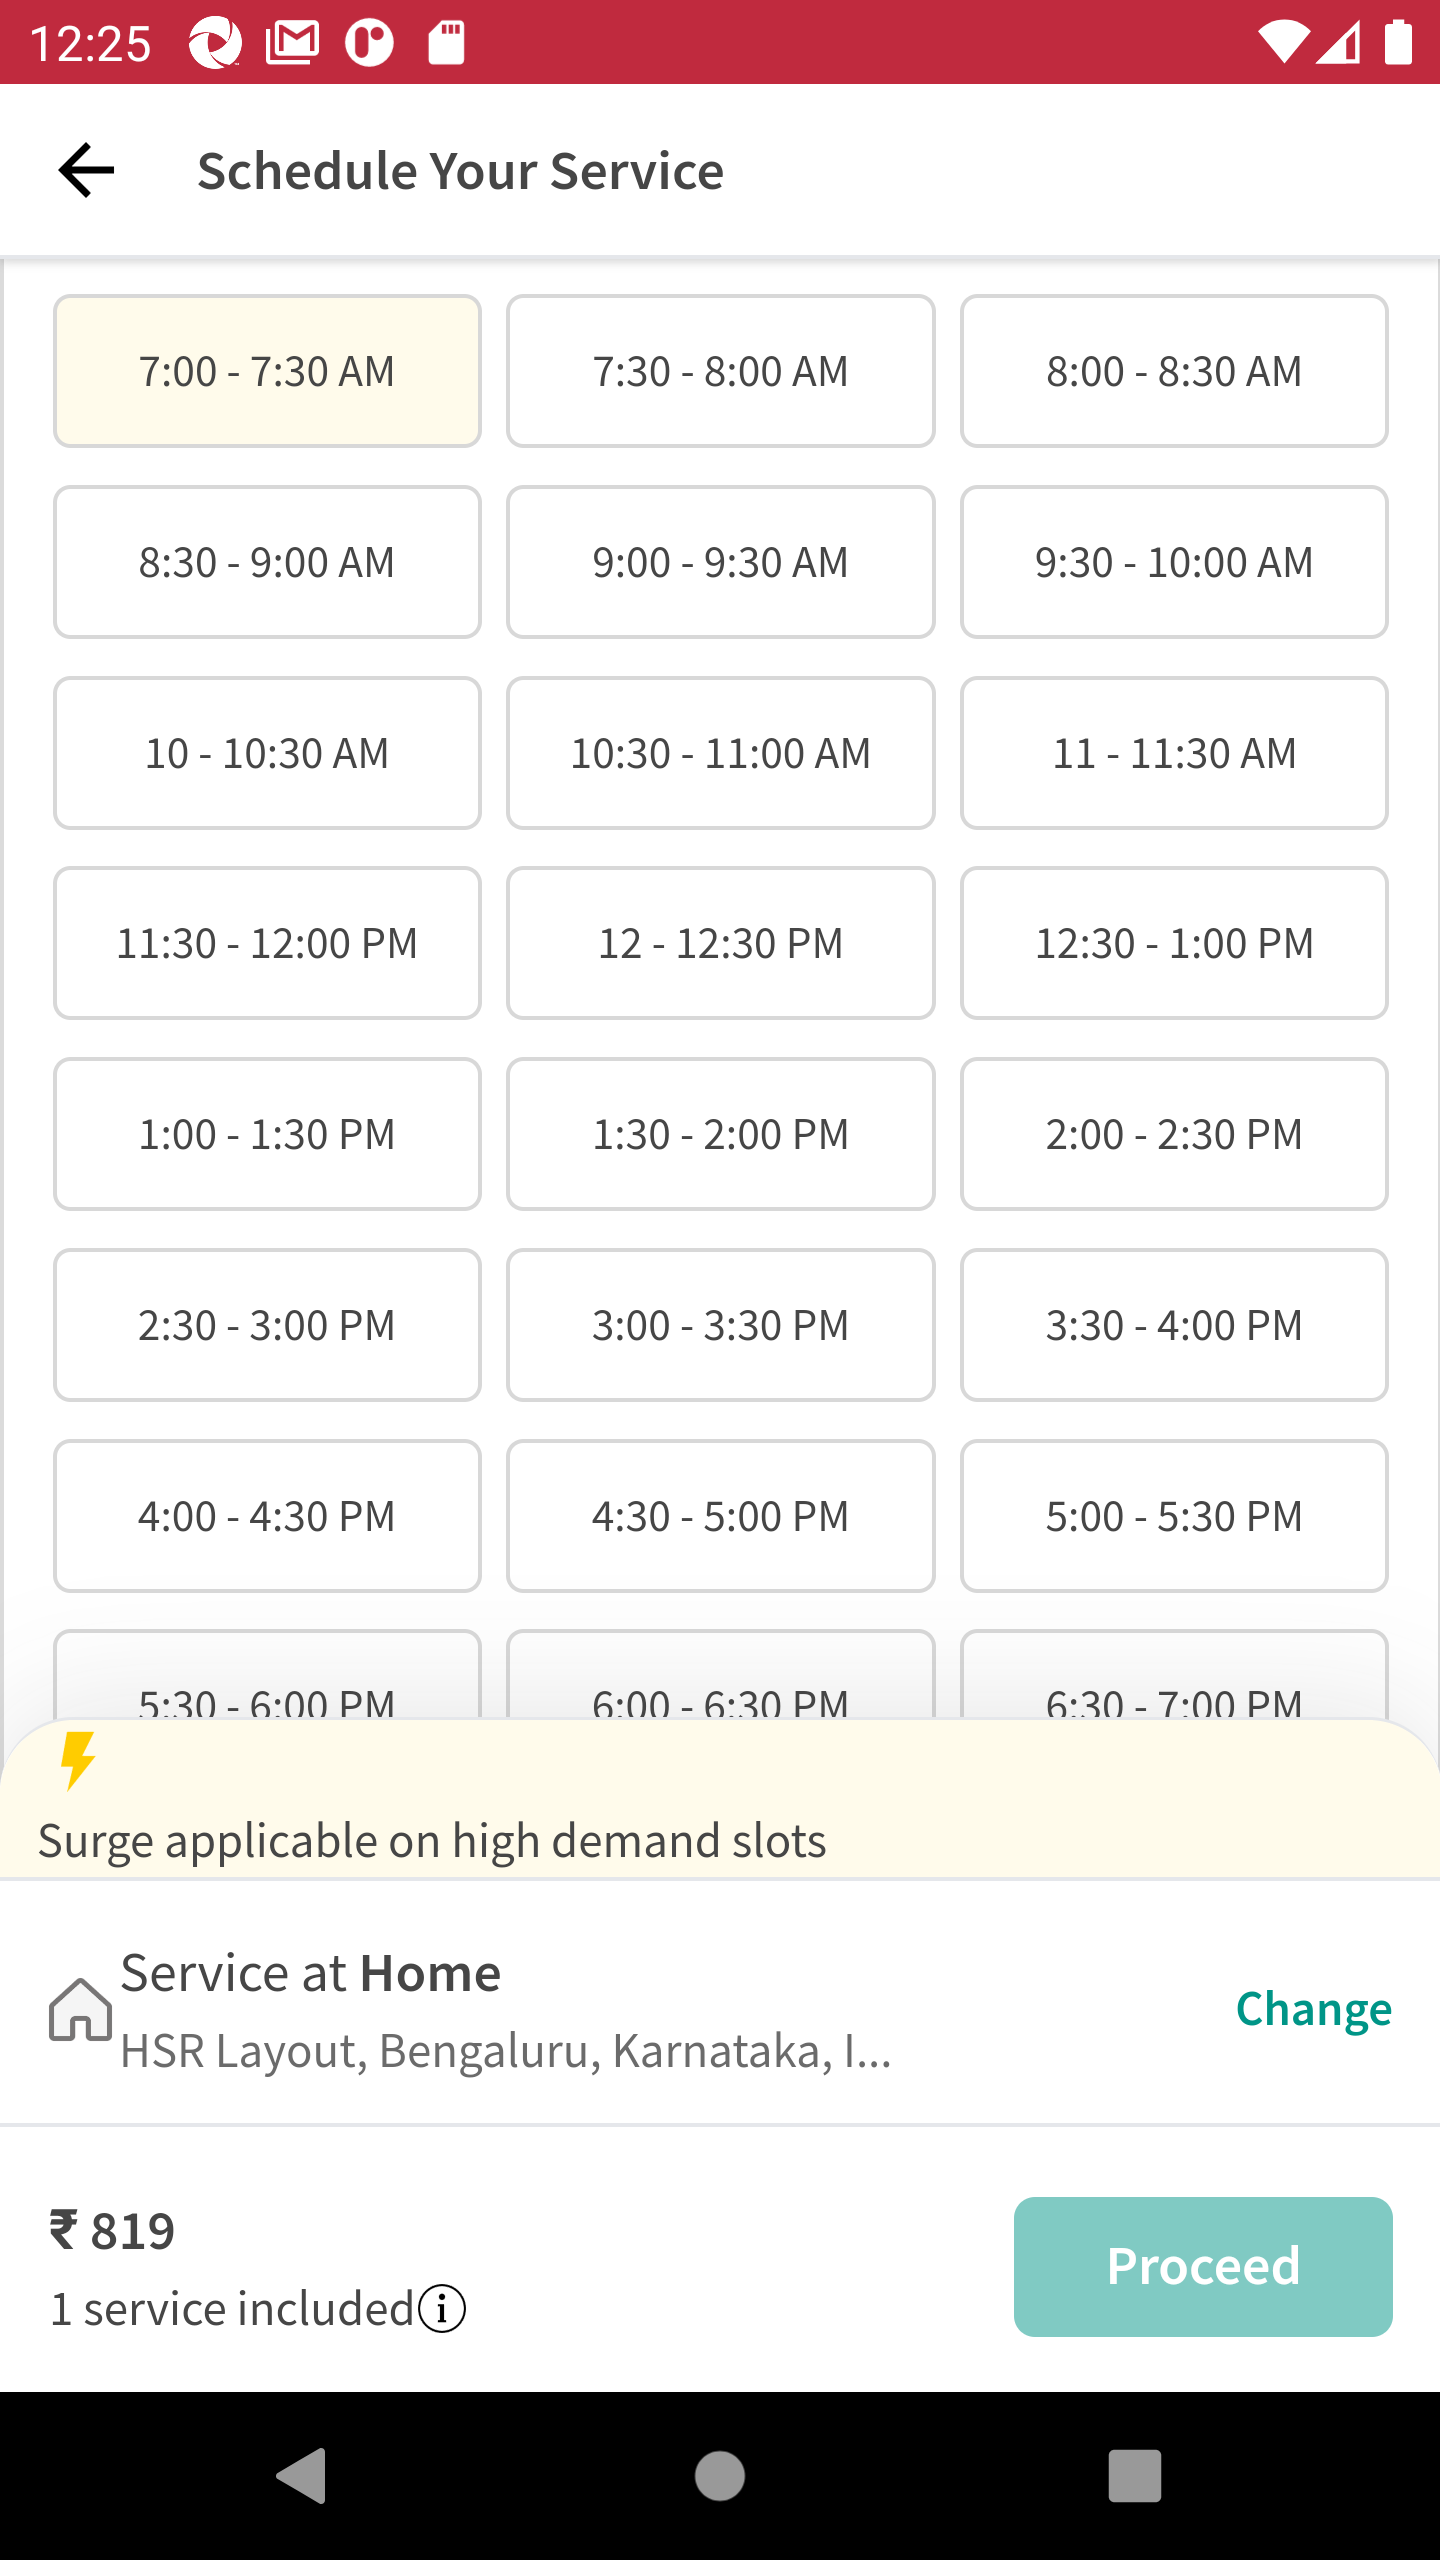 12:25
Schedule Your Service
7:00 - 7:30 AM
7:30 - 8:00 AM
8:00 - 8:30 AM
8:30 - 9:00 AM
9:00 - 9:30 AM
9:30 - 10:00 AM
10 - 10:30 AM
10:30 - 11:00 AM
11 - 11:30 AM
11:30 - 12:00 PM
12 - 12:30 PM
12:30 - 1:00 PM
1:00 - 1:30 PM
1:30 - 2:00 PM
2:00 - 2:30 PM
2:30 - 3:00 PM
3:00 - 3:30 PM
3:30 - 4:00 PM
4:00 - 4:30 PM
4:30 - 5:00 PM
5:00 - 5:30 PM
5:30 - 6:00 PM
6:00 - 6:30 PM
6:30 - 7:00 PM
Surge applicable on high demand slots
Service at Home
HSR Layout, Bengaluru, Karnataka, I...
Change
₹ 819
1 service included
Proceed